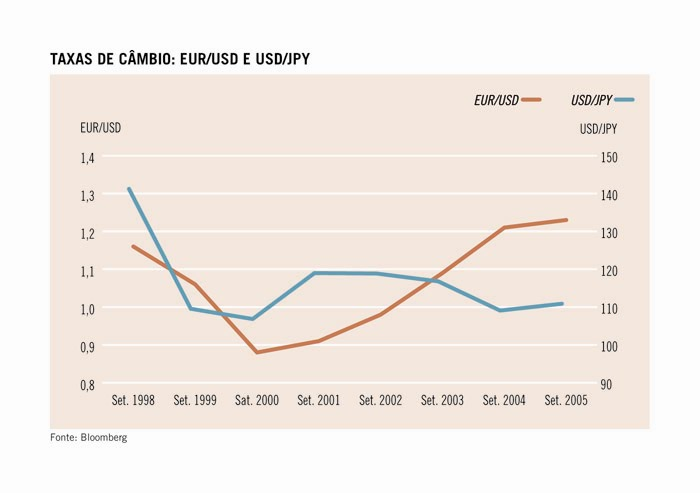 TAXAS DE CÂMBIO: EUR/USD E USD/JPY
EUR/USD USD/JPY
EUR/USD USD/JPY
1,4 150
1,3 140
1,2 130
1,1 120
1,0 110
0,9 100
0,8 90
Set. 1998 Set. 1999 Sat. 2000 Set. 2001 Set. 2002 Set. 2003 Set. 2004 Set. 2005
Fonte: Bloomberg